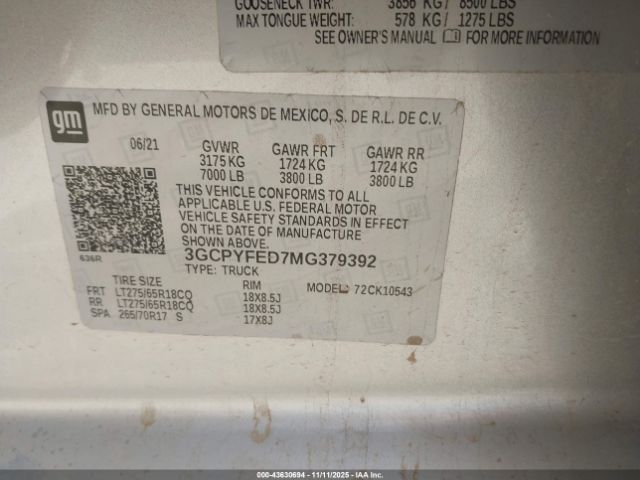 GOOSENECK TWR: 3856 KG/ 8500 LBS
MAX TONGUE WEIGHT: 578 KG/ 1275 LBS
SEE OWNER'S MANUAL FOR MORE INFORMATION
gm
MFD BY GENERAL MOTORS DE MEXICO, S. DE R.L. DE C.V.
06/21 GVWR GAWR FRT GAWR RR
3175 KG 1724 KG 1724 KG
7000 LB 3800 LB 3800 LB
THIS VEHICLE CONFORMS TO ALL
APPLICABLE U.S. FEDERAL MOTOR
VEHICLE SAFETY STANDARDS IN EFFECT
ON THE DATE OF MANUFACTURE
SHOWN ABOVE.
636R 3GCPYFED7MG379392
TYPE: TRUCK
TIRE SIZE RIM MODEL: 72CK10543
FRT LT275/65R18CQ 18X8.5J
RR LT275/65R18CQ 18X8.5J
SPA 265/70R17 S 17X8J
000-43630694 - 11/11/2025 - IAAI.CA